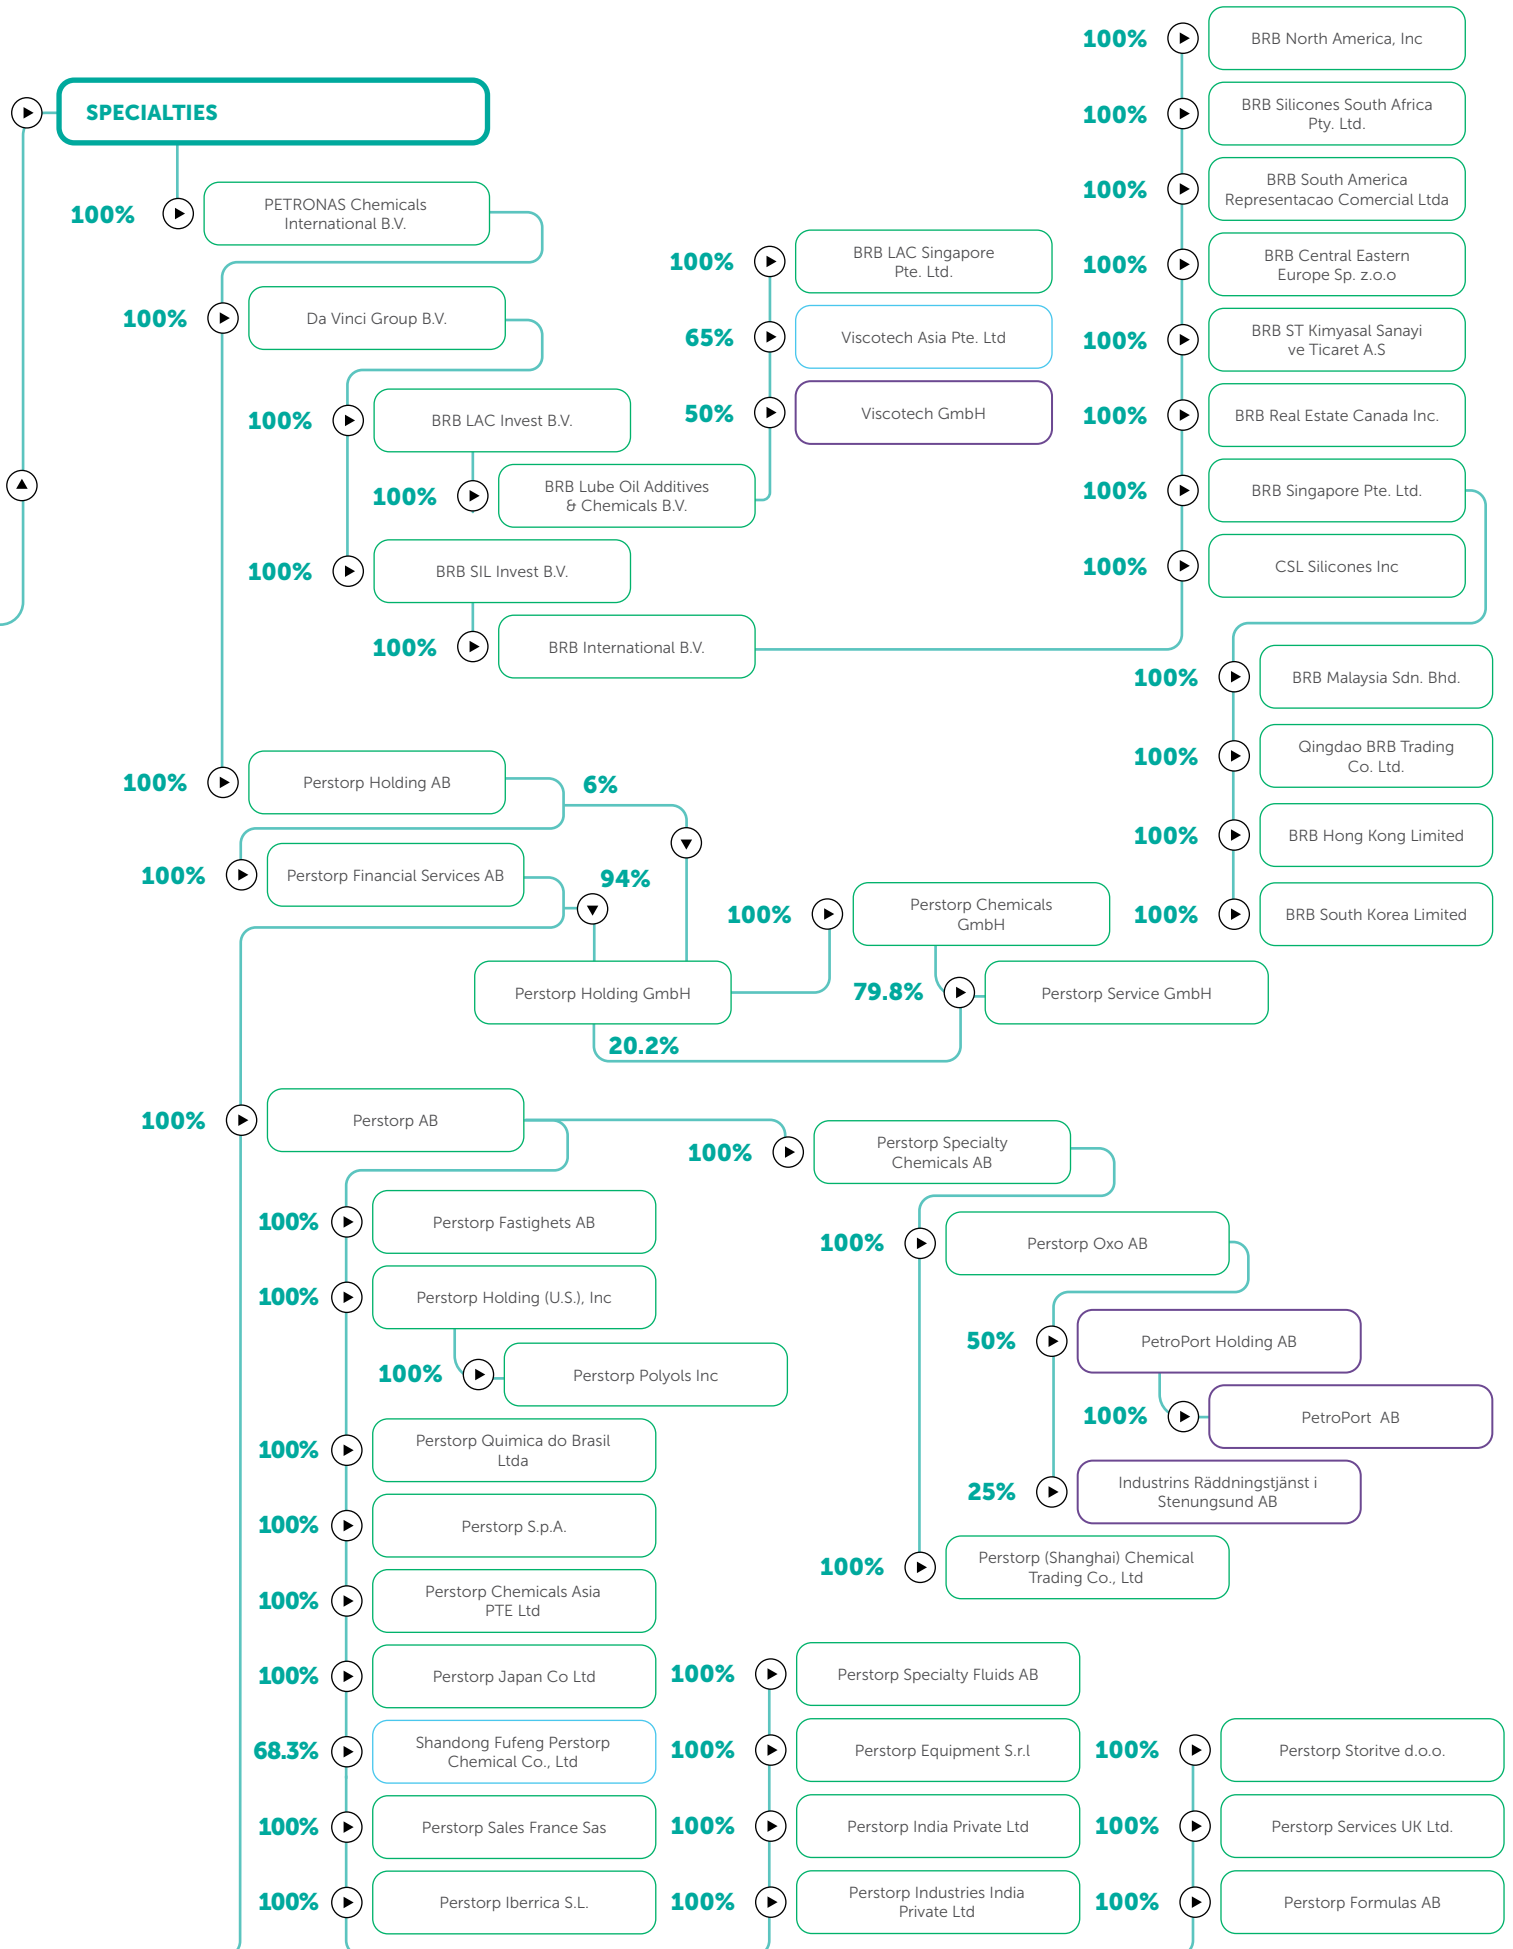 SPECIALTIES
100%
PETRONAS Chemicals
International B.V.
100%
Da Vinci Group B.V.
100%
BRB LAC Invest B.V.
100%
BRB Lube Oil Additives
& Chemicals B.V.
100%
BRB LAC Singapore
Pte. Ltd.
65%
Viscotech Asia Pte. Ltd
50%
Viscotech GmbH
100%
BRB SIL Invest B.V.
100%
BRB International B.V.
100%
BRB North America, Inc
100%
BRB Silicones South Africa
Pty. Ltd.
100%
BRB South America
Representacao Comercial Ltda
100%
BRB Central Eastern
Europe Sp. z.o.o
100%
BRB ST Kimyasal Sanayi
ve Ticaret A.S
100%
BRB Real Estate Canada Inc.
100%
BRB Singapore Pte. Ltd.
100%
CSL Silicones Inc
100%
BRB Malaysia Sdn. Bhd.
100%
Qingdao BRB Trading
Co. Ltd.
100%
BRB Hong Kong Limited
100%
BRB South Korea Limited
100%
Perstorp Holding AB
6%
100%
Perstorp Financial Services AB
94%
Perstorp Holding GmbH
100%
Perstorp Chemicals
GmbH
79.8%
Perstorp Service GmbH
20.2%
100%
Perstorp AB
100%
Perstorp Specialty
Chemicals AB
100%
Perstorp Oxo AB
50%
PetroPort Holding AB
100%
PetroPort  AB
25%
Industrins Räddningstjänst i
Stenungsund AB
100%
Perstorp (Shanghai) Chemical
Trading Co., Ltd
100%
Perstorp Fastighets AB
100%
Perstorp Holding (U.S.), Inc
100%
Perstorp Polyols Inc
100%
Perstorp Quimica do Brasil
Ltda
100%
Perstorp S.p.A.
100%
Perstorp Chemicals Asia
PTE Ltd
100%
Perstorp Japan Co Ltd
68.3%
Shandong Fufeng Perstorp
Chemical Co., Ltd
100%
Perstorp Sales France Sas
100%
Perstorp Iberrica S.L.
100%
Perstorp Specialty Fluids AB
100%
Perstorp Equipment S.r.l
100%
Perstorp India Private Ltd
100%
Perstorp Industries India
Private Ltd
100%
Perstorp Storitve d.o.o.
100%
Perstorp Services UK Ltd.
100%
Perstorp Formulas AB